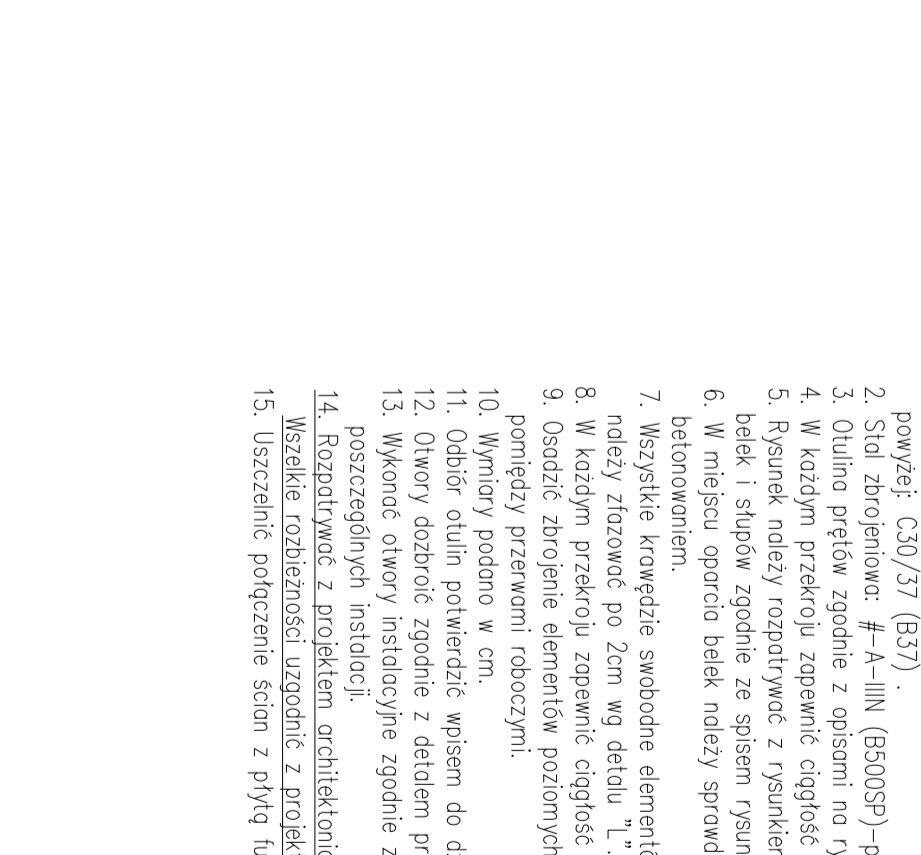 powyżej: C30/37 (B37) .
2. Stal zbrojeniowa: #-A-IIIN (B500SP)-p
3. Otulina prętów zgodnie z opisami na ry
4. W każdym przekroju zapewnić ciągłość
5. Rysunek należy rozpatrywać z rysunkiem
belek i słupów zgodnie ze spisem rysun
6. W miejscu oparcia belek należy sprawd
betonowaniem.
7. Wszystkie krawędzie swobodne elementó
należy zfazować po 2cm wg detalu "L".
8. W każdym przekroju zapewnić ciągłość
9. Osadzić zbrojenie elementów poziomych
pomiędzy przerwami roboczymi.
10. Wymiary podano w cm.
11. Odbiór otulin potwierdzić wpisem do dz
12. Otwory dozbroić zgodnie z detalem pr
13. Wykonać otwory instalacyjne zgodnie z
poszczególnych instalacji.
14. Rozpatrywać z projektem architektonic
Wszelkie rozbieżności uzgodnić z projekt
15. Uszczelnić połączenie ścian z płytą fu